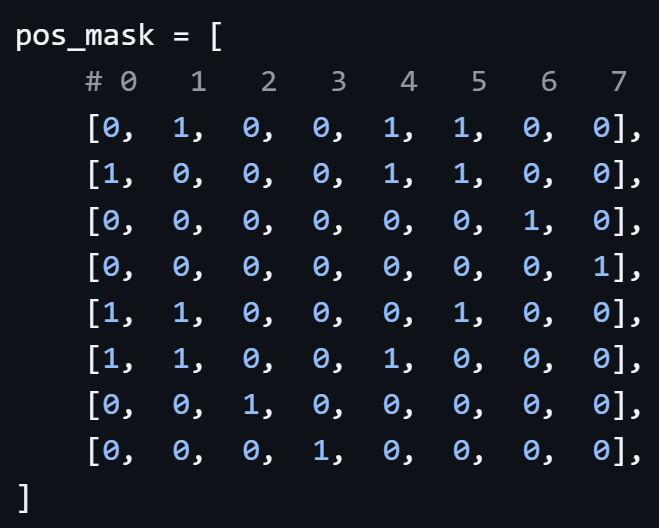 pos_mask = [
    # 0   1   2   3   4   5   6   7
    [0,  1,  0,  0,  1,  1,  0,  0],
    [1,  0,  0,  0,  1,  1,  0,  0],
    [0,  0,  0,  0,  0,  0,  1,  0],
    [0,  0,  0,  0,  0,  0,  0,  1],
    [1,  1,  0,  0,  0,  1,  0,  0],
    [1,  1,  0,  0,  1,  0,  0,  0],
    [0,  0,  1,  0,  0,  0,  0,  0],
    [0,  0,  0,  1,  0,  0,  0,  0],
]